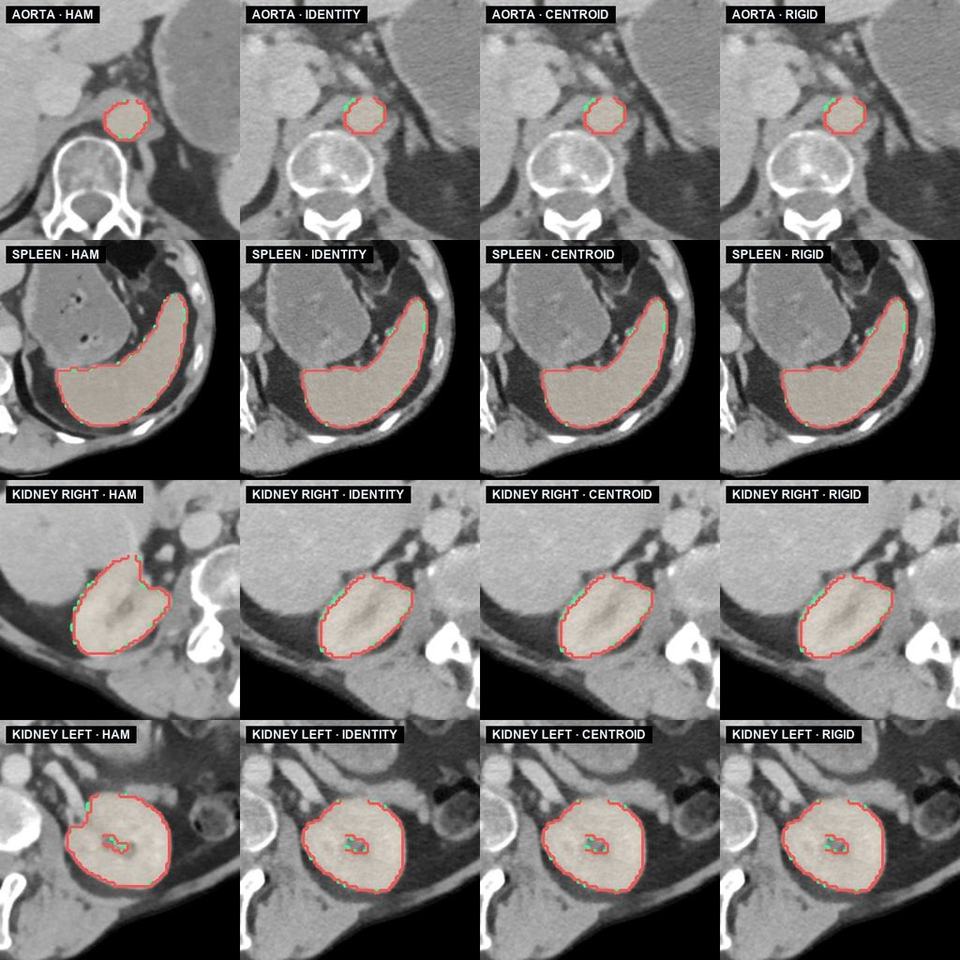 AORTA · HAM
AORTA · IDENTITY
AORTA · CENTROID
AORTA · RIGID
SPLEEN · HAM
SPLEEN · IDENTITY
SPLEEN · CENTROID
SPLEEN · RIGID
KIDNEY RIGHT · HAM
KIDNEY RIGHT · IDENTITY
KIDNEY RIGHT · CENTROID
KIDNEY RIGHT · RIGID
KIDNEY LEFT · HAM
KIDNEY LEFT · IDENTITY
KIDNEY LEFT · CENTROID
KIDNEY LEFT · RIGID